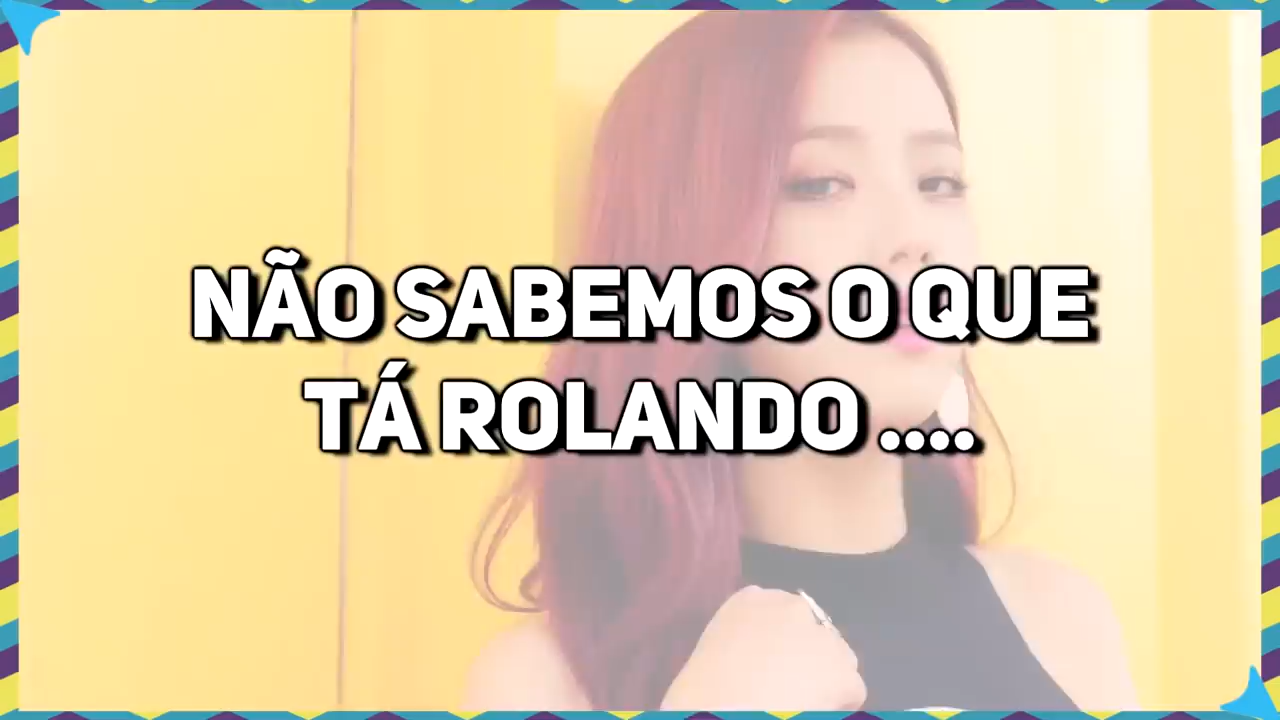 NÃO SABEMOS O QUE
TÁ ROLANDO ....